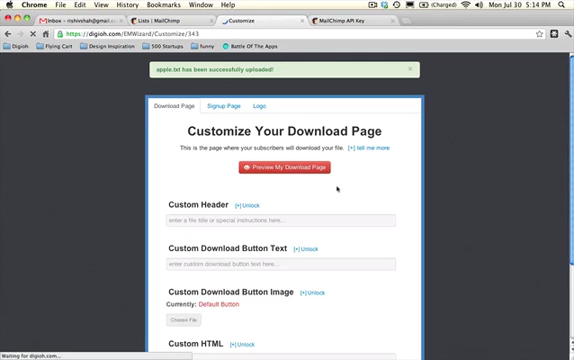 Chrome File Edit View History Bookmarks Window Help
(Charged) Mon Jul 30 5:14 PM
Lists | MailChimp
Customize
MailChimp API Key
https://digioh.com/EMWizard/Customize/343
Digioh Flying Cart Design Blogs Startup Blogs funny Battle Of The Apps
apple.txt has been successfully uploaded! ×
Download Page Signup Page Logo
Customize Your Download Page
This is the page where your subscribers will download your file. [+] tell me more
Preview My Download Page
Custom Header [+] Unlock
enter a file title or special instructions here...
Custom Download Button Text [+] Unlock
enter custom download button text here...
Custom Download Button Image [+] Unlock
Currently: Default Button
Choose File
Custom HTML [+] Unlock
Waiting for digioh.com...